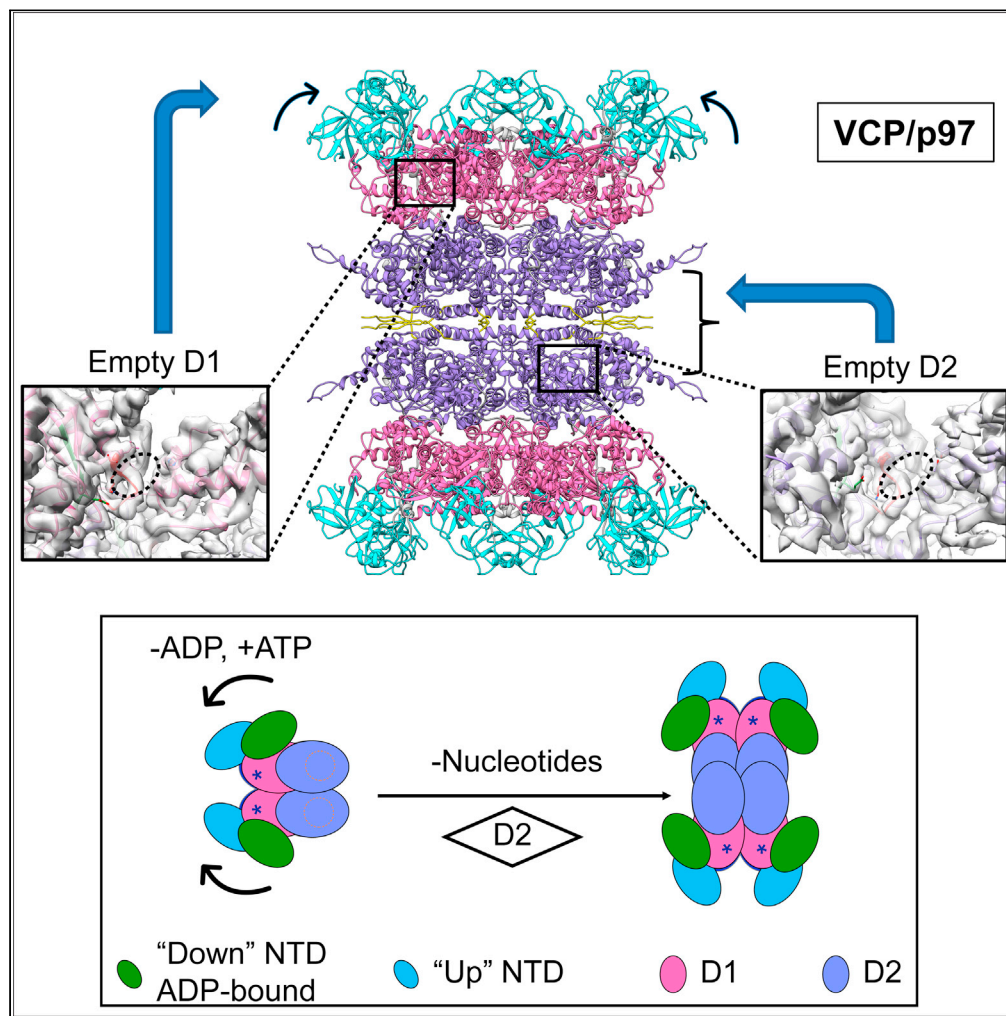 VCP/p97
Empty D1
Empty D2
-ADP, +ATP
*
*
-Nucleotides
D2
* *
* *
“Down” NTD
ADP-bound
“Up” NTD
D1
D2